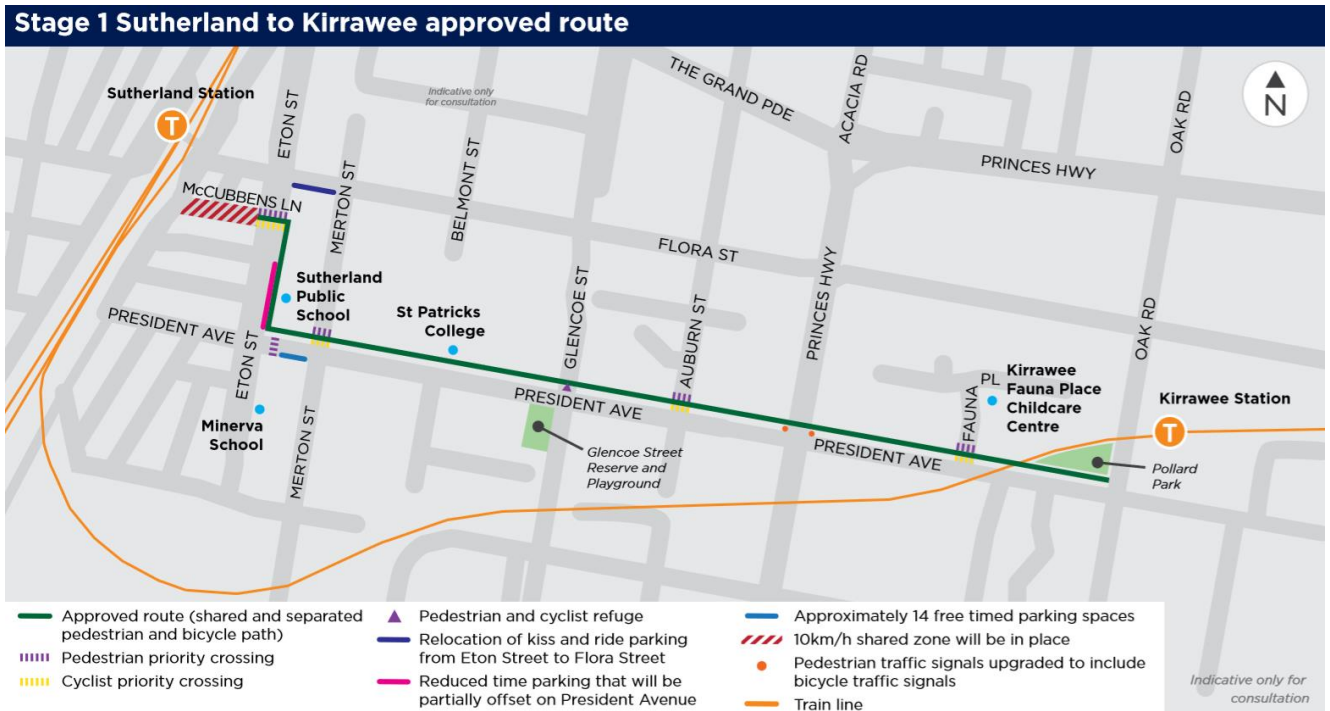 Stage 1 Sutherland to Kirrawee approved route
Sutherland Station
T
ETON ST
Indicative only
for consultation
THE GRAND PDE
ACACIA RD
OAK RD
N
PRINCES HWY
McCUBBENS LN
MERTON ST
BELMONT ST
FLORA ST
Sutherland
Public
School
St Patricks
College
GLENCOE ST
AUBURN ST
PRINCES HWY
OAK RD
PRESIDENT AVE
ETON ST
Minerva
School
MERTON ST
PRESIDENT AVE
Glencoe Street
Reserve and
Playground
PRESIDENT AVE
FAUNA
PL
Kirrawee
Fauna Place
Childcare
Centre
Kirrawee Station
T
Pollard
Park
Approved route (shared and separated
pedestrian and bicycle path)
Pedestrian priority crossing
Cyclist priority crossing
Pedestrian and cyclist refuge
Relocation of kiss and ride parking
from Eton Street to Flora Street
Reduced time parking that will be
partially offset on President Avenue
Approximately 14 free timed parking spaces
10km/h shared zone will be in place
Pedestrian traffic signals upgraded to include
bicycle traffic signals
Train line
Indicative only for
consultation